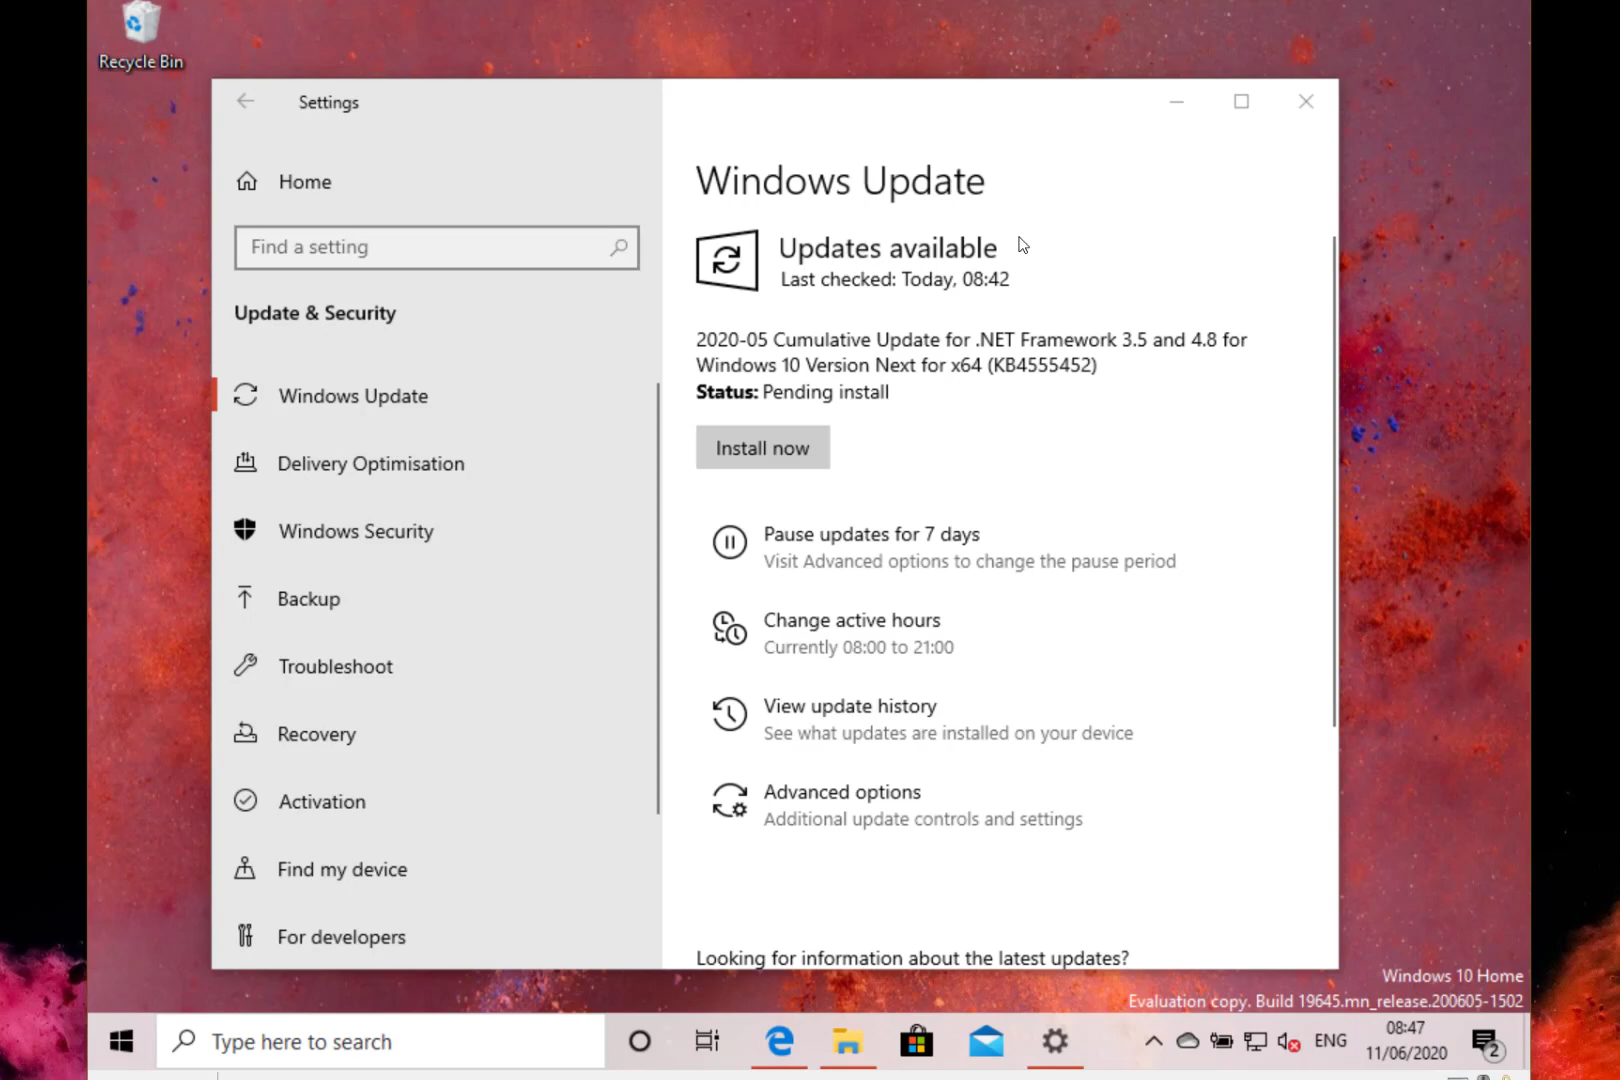 Recycle Bin
Settings
Home
Find a setting
Update & Security
Windows Update
Delivery Optimisation
Windows Security
Backup
Troubleshoot
Recovery
Activation
Find my device
For developers
Windows Update
Updates available
Last checked: Today, 08:42
2020-05 Cumulative Update for .NET Framework 3.5 and 4.8 for
Windows 10 Version Next for x64 (KB4555452)
Status: Pending install
Install now
Pause updates for 7 days
Visit Advanced options to change the pause period
Change active hours
Currently 08:00 to 21:00
View update history
See what updates are installed on your device
Advanced options
Additional update controls and settings
Looking for information about the latest updates?
Windows 10 Home
Evaluation copy. Build 19645.mn_release.200605-1502
Type here to search
ENG
08:47
11/06/2020
2